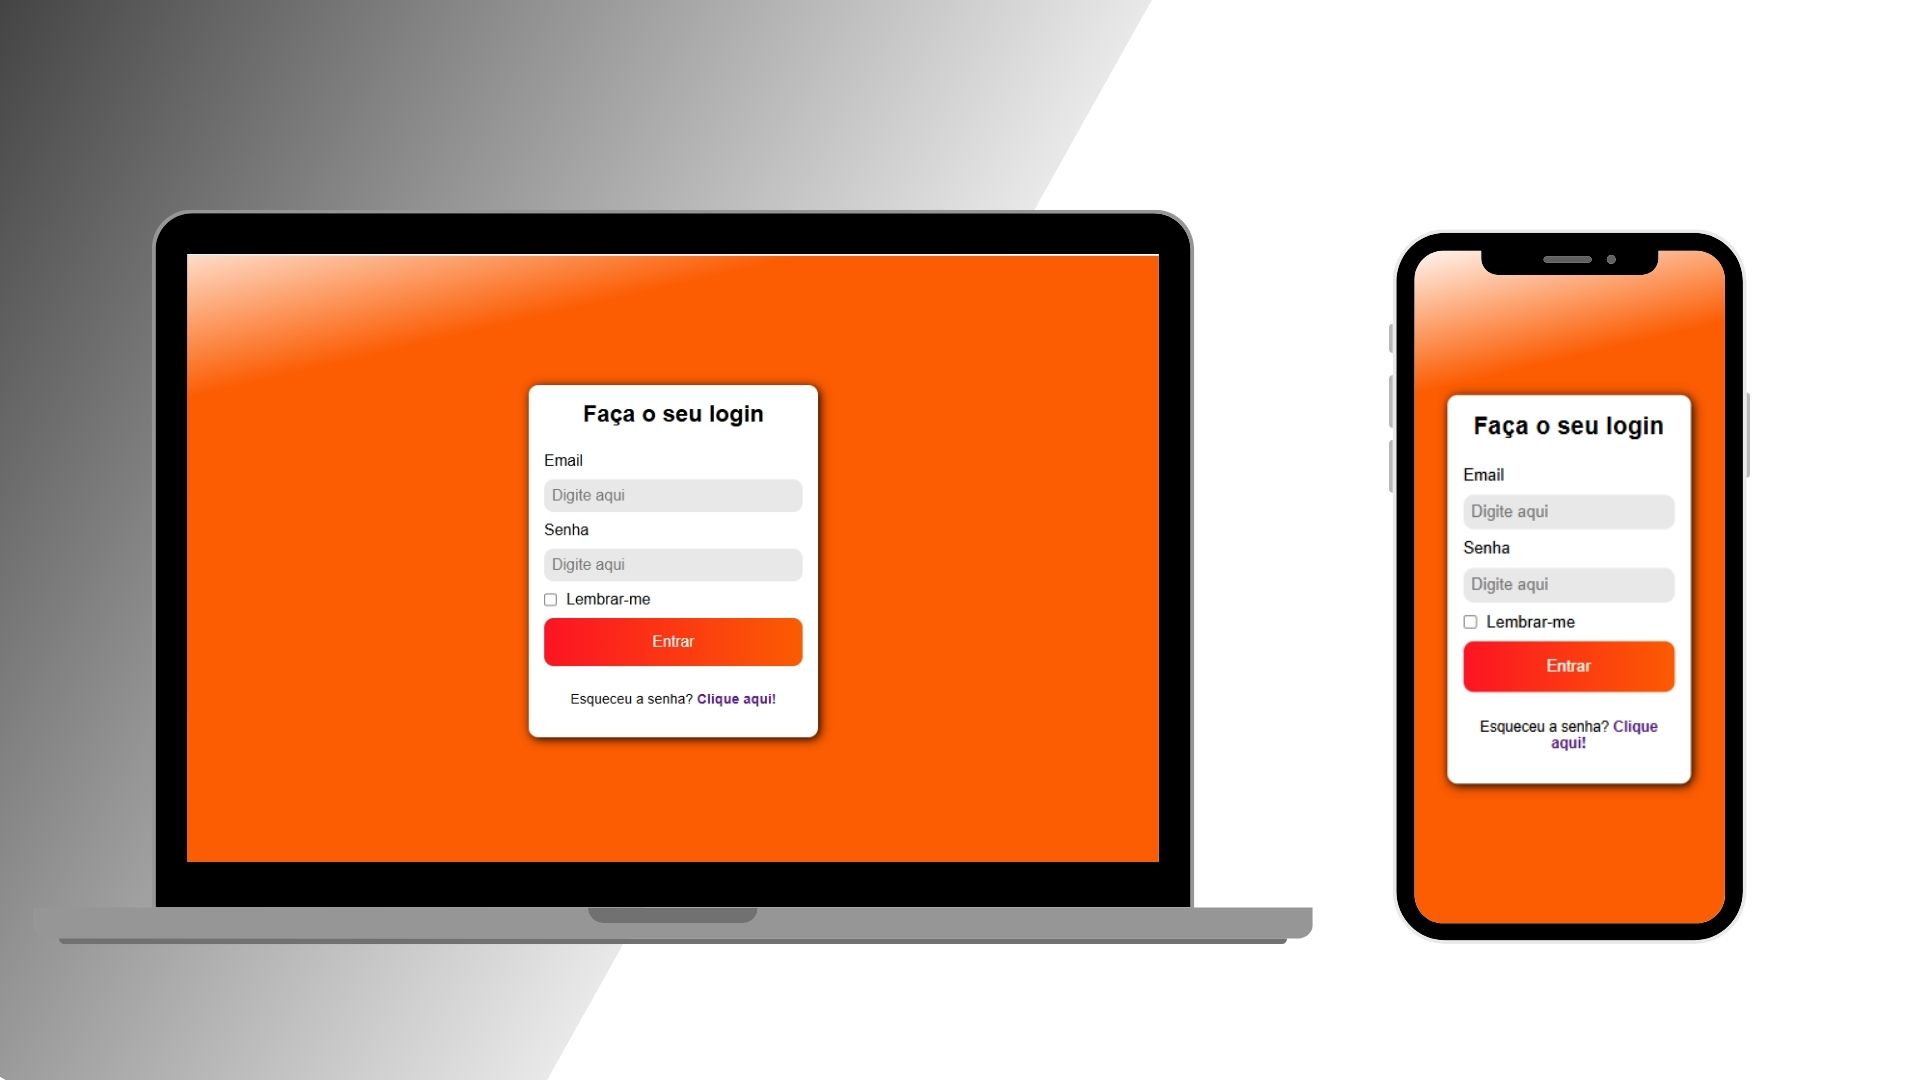 Faça o seu login
Email
Digite aqui
Senha
Digite aqui
Lembrar-me
Entrar
Esqueceu a senha? Clique aqui!
Faça o seu login
Email
Digite aqui
Senha
Digite aqui
Lembrar-me
Entrar
Esqueceu a senha? Clique
aqui!